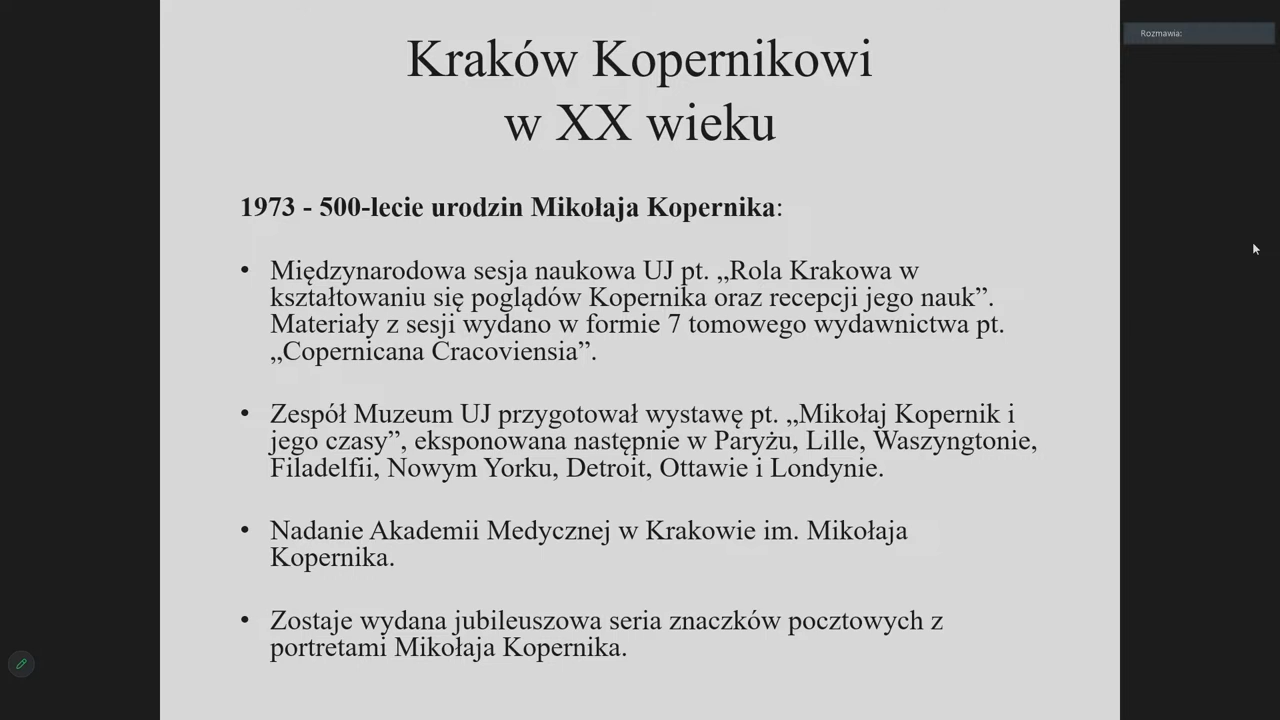 Kraków Kopernikowi
w XX wieku
Rozmawia:
1973 - 500-lecie urodzin Mikołaja Kopernika:
• Międzynarodowa sesja naukowa UJ pt. „Rola Krakowa w
kształtowaniu się poglądów Kopernika oraz recepcji jego nauk”.
Materiały z sesji wydano w formie 7 tomowego wydawnictwa pt.
„Copernicana Cracoviensia”.
• Zespół Muzeum UJ przygotował wystawę pt. „Mikołaj Kopernik i
jego czasy”, eksponowana następnie w Paryżu, Lille, Waszyngtonie,
Filadelfii, Nowym Yorku, Detroit, Ottawie i Londynie.
• Nadanie Akademii Medycznej w Krakowie im. Mikołaja
Kopernika.
• Zostaje wydana jubileuszowa seria znaczków pocztowych z
portretami Mikołaja Kopernika.